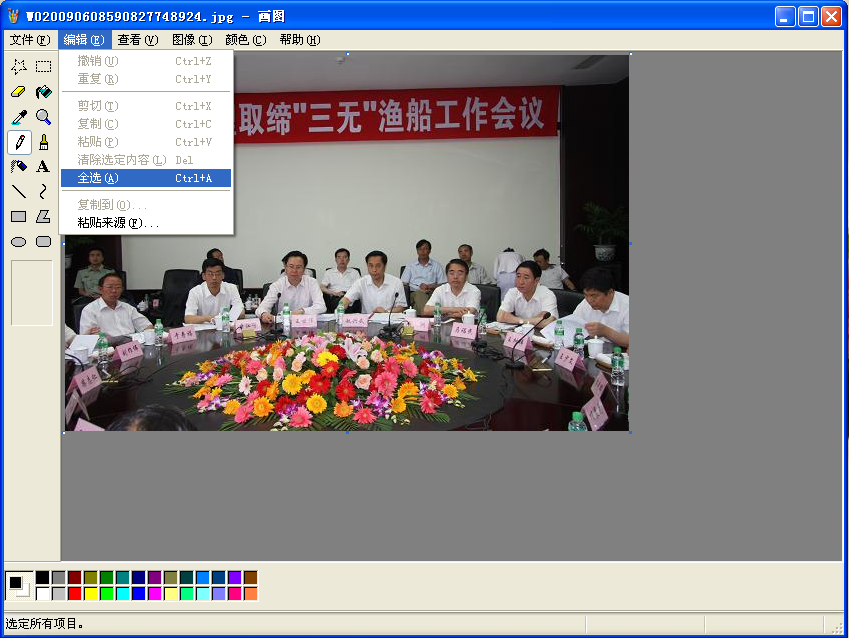 W020090608590827748924.jpg - 画图
文件(F) 编辑(E) 查看(V) 图像(I) 颜色(C) 帮助(H)
撤销(U) Ctrl+Z
重复(R) Ctrl+Y
剪切(T) Ctrl+X
复制(C) Ctrl+C
粘贴(P) Ctrl+V
清除选定内容(L) Del
全选(A) Ctrl+A
复制到(O)...
粘贴来源(F)...
取缔"三无"渔船工作会议
A
选定所有项目。